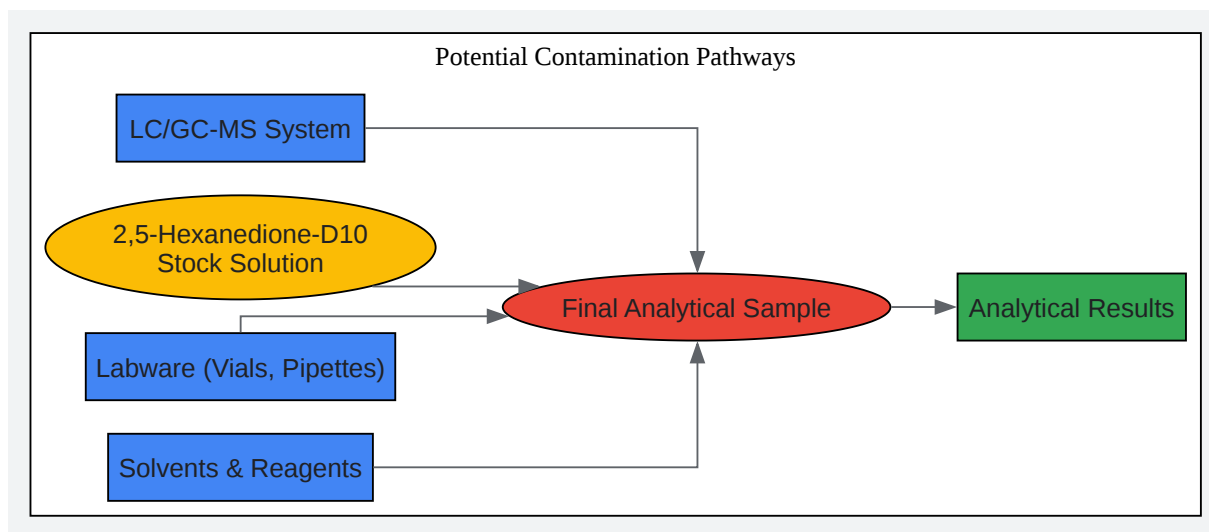 Potential Contamination Pathways
LC/GC-MS System
2,5-Hexanedione-D10
Stock Solution
Final Analytical Sample
Analytical Results
Labware (Vials, Pipettes)
Solvents & Reagents